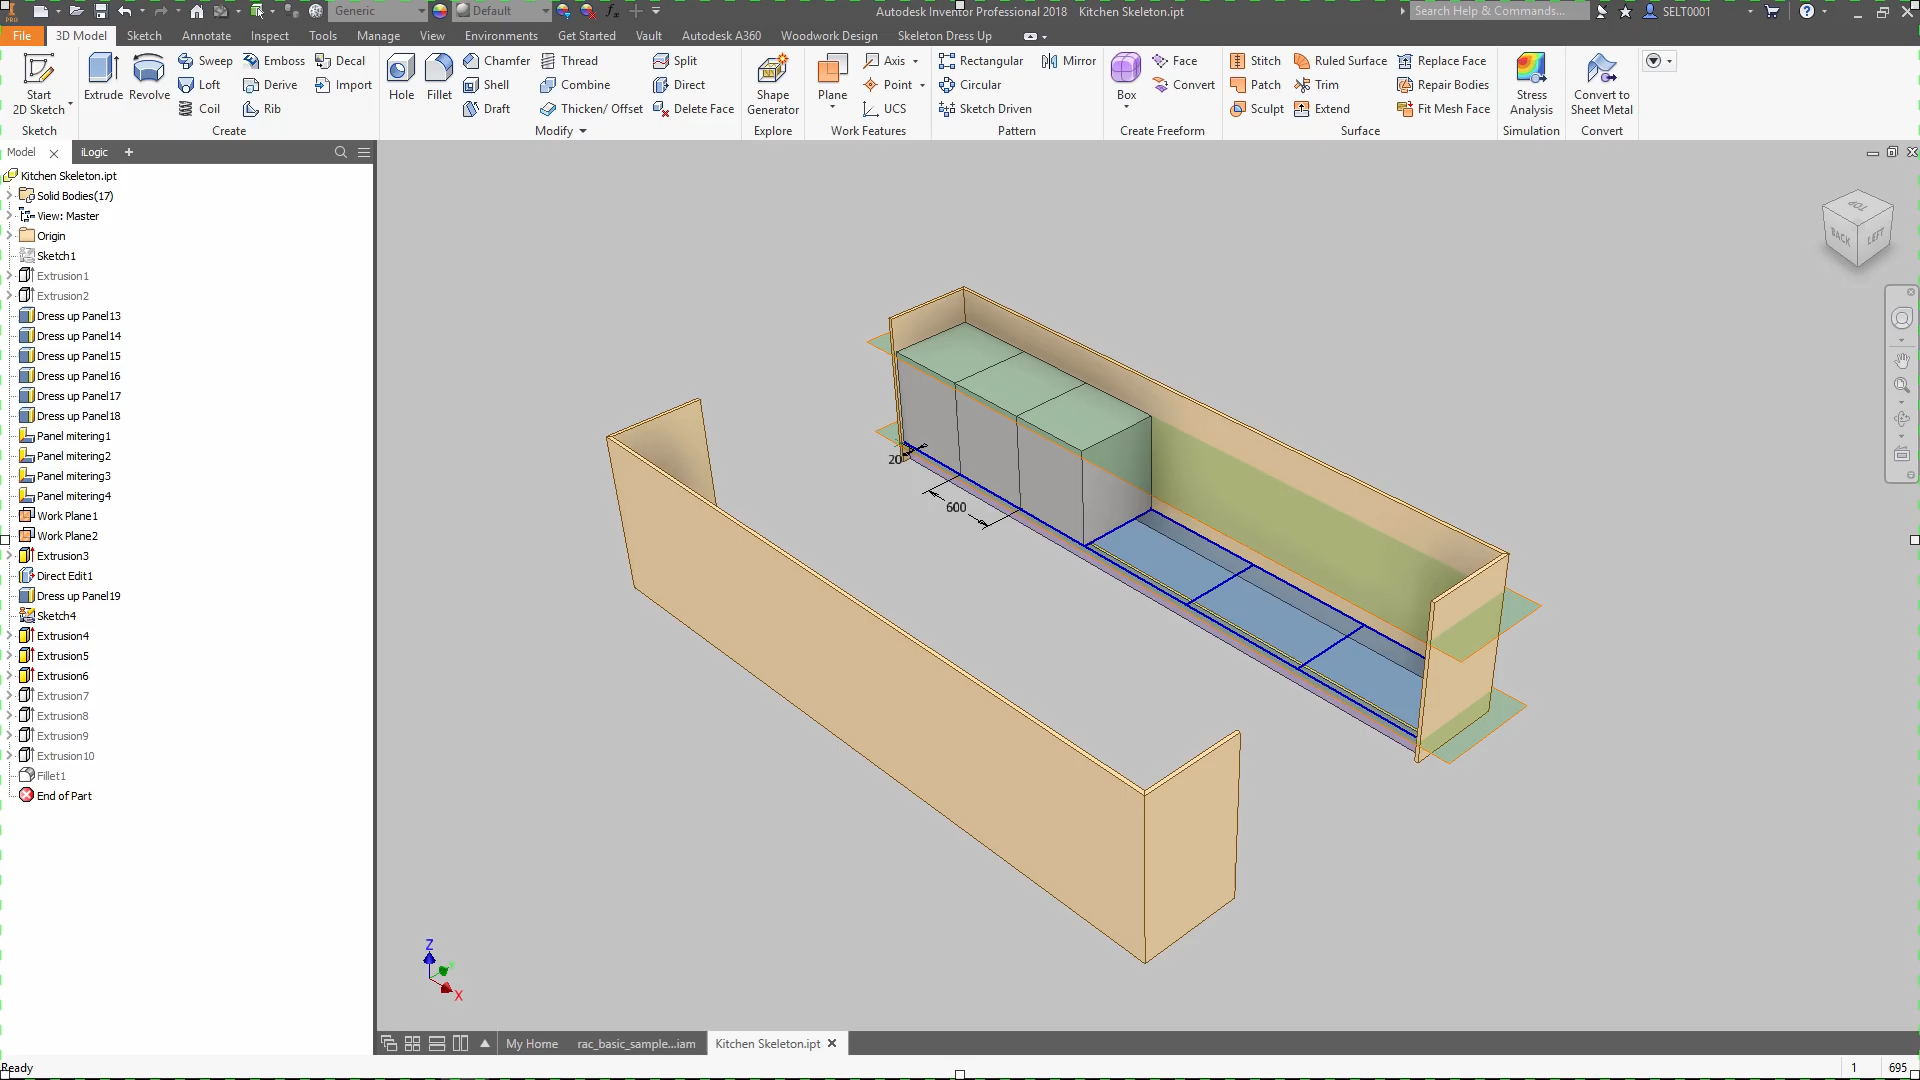 Generic
Default
Autodesk Inventor Professional 2018 Kitchen Skeleton.ipt
Search Help & Commands...
SELT0001
File
3D Model
Sketch
Annotate
Inspect
Tools
Manage
View
Environments
Get Started
Vault
Autodesk A360
Woodwork Design
Skeleton Dress Up
Start
2D Sketch
Sketch
Extrude
Revolve
Sweep
Loft
Coil
Emboss
Derive
Rib
Decal
Import
Create
Hole
Fillet
Chamfer
Shell
Draft
Thread
Combine
Thicken/ Offset
Split
Direct
Delete Face
Modify
Shape
Generator
Explore
Plane
Axis
Point
UCS
Work Features
Rectangular
Circular
Sketch Driven
Mirror
Pattern
Box
Face
Convert
Create Freeform
Stitch
Patch
Sculpt
Ruled Surface
Trim
Extend
Replace Face
Repair Bodies
Fit Mesh Face
Surface
Stress
Analysis
Simulation
Convert to
Sheet Metal
Convert
Model
iLogic
Kitchen Skeleton.ipt
Solid Bodies(17)
View: Master
Origin
Sketch1
Extrusion1
Extrusion2
Dress up Panel13
Dress up Panel14
Dress up Panel15
Dress up Panel16
Dress up Panel17
Dress up Panel18
Panel mitering1
Panel mitering2
Panel mitering3
Panel mitering4
Work Plane1
Work Plane2
Extrusion3
Direct Edit1
Dress up Panel19
Sketch4
Extrusion4
Extrusion5
Extrusion6
Extrusion7
Extrusion8
Extrusion9
Extrusion10
Fillet1
End of Part
TOP
BACK
LEFT
20
600
Z
X
My Home
rac_basic_sample...iam
Kitchen Skeleton.ipt
Ready
1
695